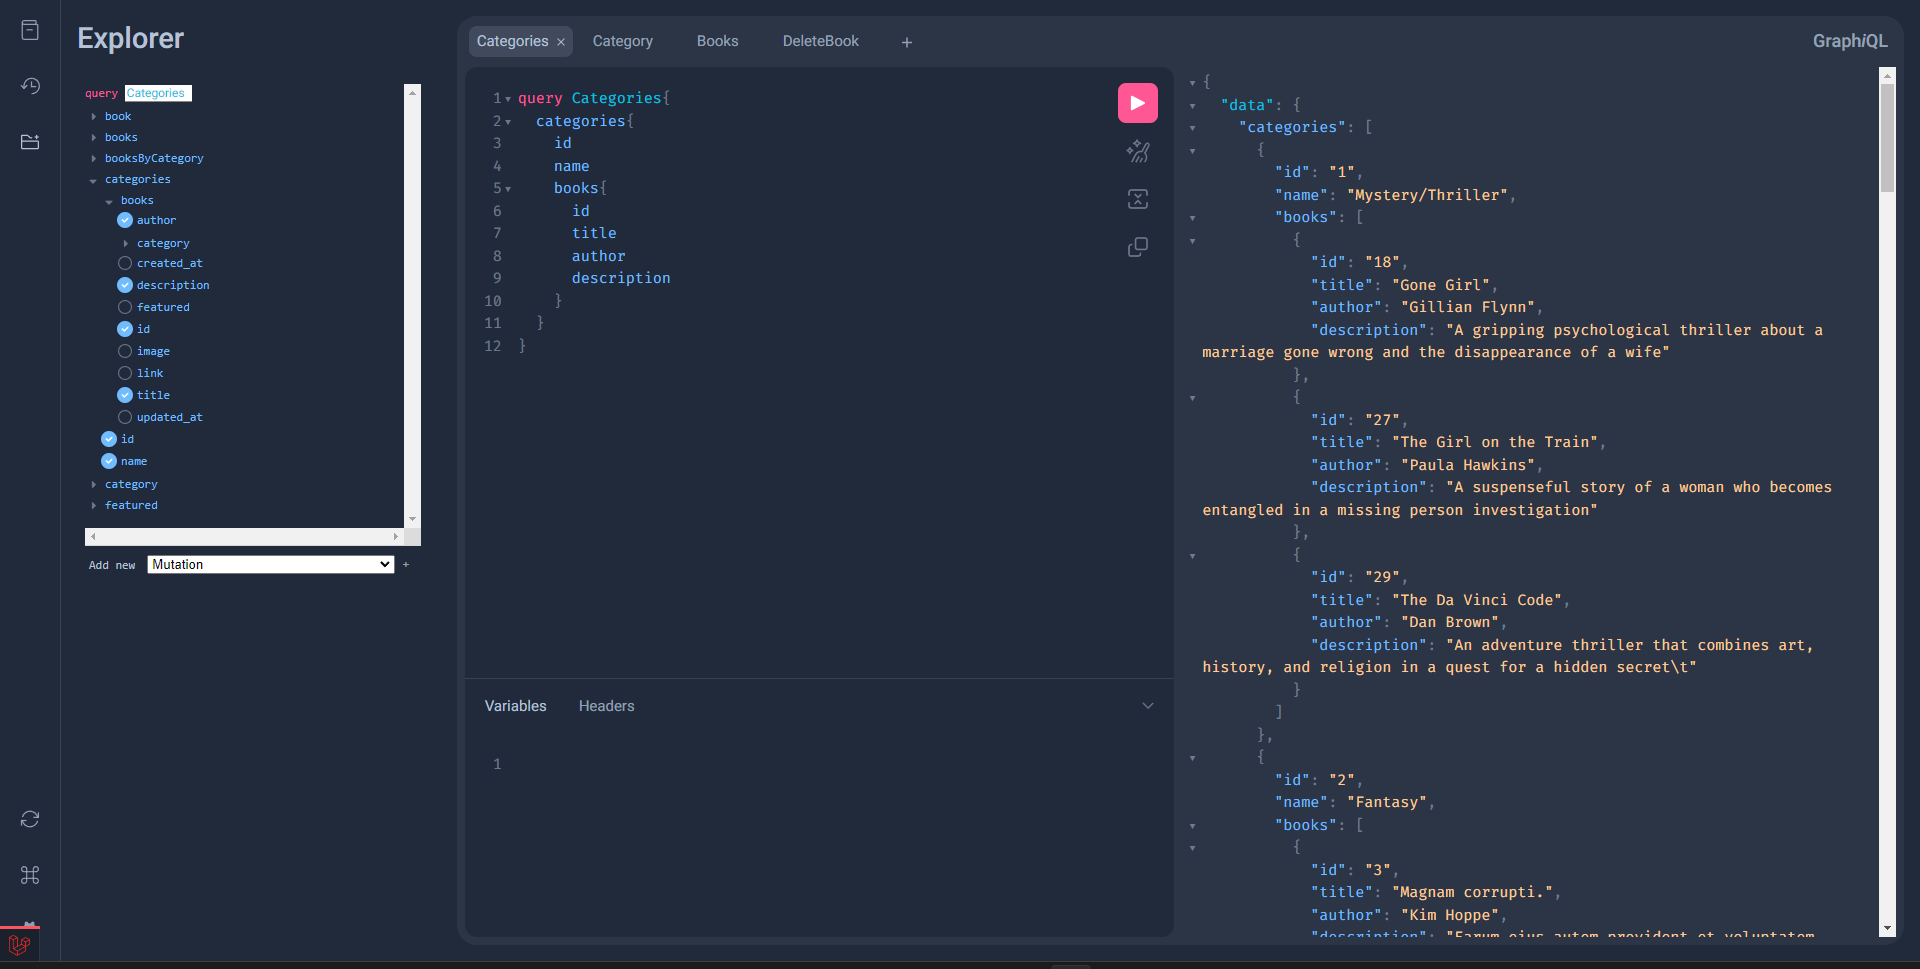 Explorer
query Categories
book
books
booksByCategory
categories
books
author
category
created_at
description
featured
id
image
link
title
updated_at
id
name
category
featured
Add new Mutation +
Categories × Category Books DeleteBook +
GraphiQL
1 query Categories{
2 categories{
3 id
4 name
5 books{
6 id
7 title
8 author
9 description
10 }
11 }
12 }
Variables Headers
1
{
"data": {
"categories": [
{
"id": "1",
"name": "Mystery/Thriller",
"books": [
{
"id": "18",
"title": "Gone Girl",
"author": "Gillian Flynn",
"description": "A gripping psychological thriller about a
marriage gone wrong and the disappearance of a wife"
},
{
"id": "27",
"title": "The Girl on the Train",
"author": "Paula Hawkins",
"description": "A suspenseful story of a woman who becomes
entangled in a missing person investigation"
},
{
"id": "29",
"title": "The Da Vinci Code",
"author": "Dan Brown",
"description": "An adventure thriller that combines art,
history, and religion in a quest for a hidden secret\t"
}
]
},
{
"id": "2",
"name": "Fantasy",
"books": [
{
"id": "3",
"title": "Magnam corrupti.",
"author": "Kim Hoppe",
"description": "Earum eius autem provident et voluptatem